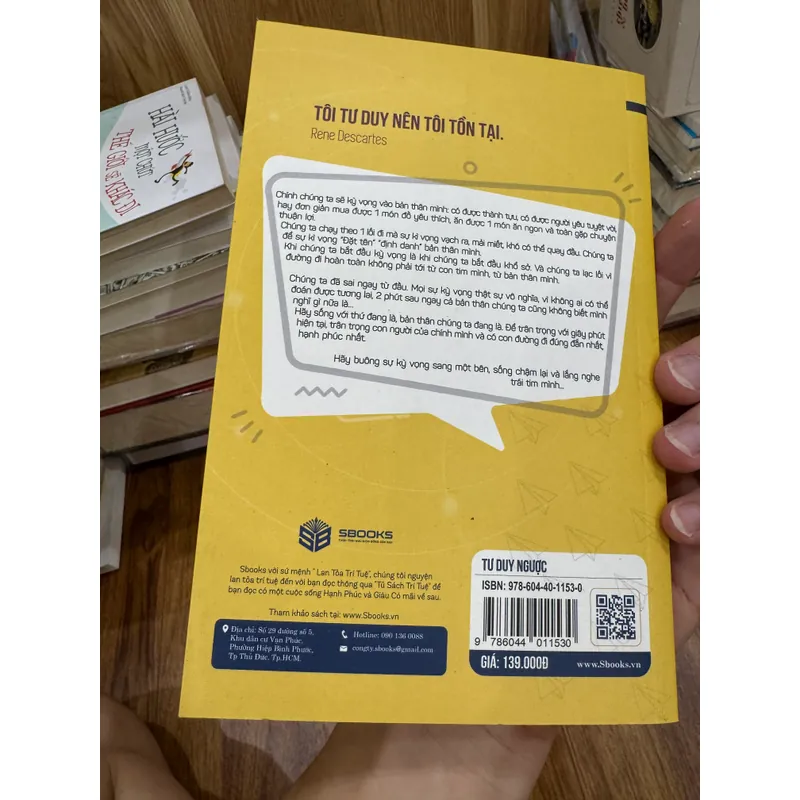 TÔI TƯ DUY NÊN TÔI TỒN TẠI.
Rene Descartes
Chính chúng ta sẽ kỳ vọng vào bản thân mình: có được thành tựu, có được người yêu tuyệt vời,
hay đơn giản mua được 1 món đồ yêu thích, ăn được 1 món ăn ngon và toàn gặp chuyện
thuận lợi.
Chúng ta chạy theo 1 lối đi mà sự kì vọng vạch ra, mải miết, khó có thể quay đầu. Chúng ta
để sự kì vọng "Đặt tên" "định danh" bản thân mình.
Khi chúng ta bắt đầu kỳ vọng là khi chúng ta bắt đầu khổ sở. Và chúng ta lạc lối vì
đường đi hoàn toàn không phải tới từ con tim mình, từ bản thân mình.
Chúng ta đã sai ngay từ đầu. Mọi sự kỳ vọng thật sự vô nghĩa, vì không ai có thể
đoán được tương lai, 2 phút sau ngay cả bản thân chúng ta cũng không biết mình
nghĩ gì nữa là...
Hãy sống với thứ đang là, bản thân chúng ta đang là. Để trân trọng với giây phút
hiện tại, trân trọng con người của chính mình và có con đường đi đúng đắn nhất,
hạnh phúc nhất.
Hãy buông sự kỳ vọng sang một bên, sống chậm lại và lắng nghe
trái tim mình...
SBOOKS
Sbooks với sứ mệnh " Lan Tỏa Trí Tuệ", chúng tôi nguyện
lan tỏa trí tuệ đến với bạn đọc thông qua "Tủ Sách Trí Tuệ" để
bạn đọc có một cuộc sống Hạnh Phúc và Giàu Có mãi về sau.
Tham khảo sách tại: www.Sbooks.vn
Địa chỉ: Số 29 đường số 5,
Khu dân cư Vạn Phúc,
Phường Hiệp Bình Phước,
Tp Thủ Đức, Tp.HCM.
Hotline: 090 136 0088
congty.sbooks@gmail.com
TƯ DUY NGƯỢC
ISBN: 978-604-40-1153-0
9 786044 011530
GIÁ: 139.000Đ
www.Sbooks.vn
HÀI HƯỚC
MỘT CHÚT
THẾ GIỚI SẼ KHÁC ĐI